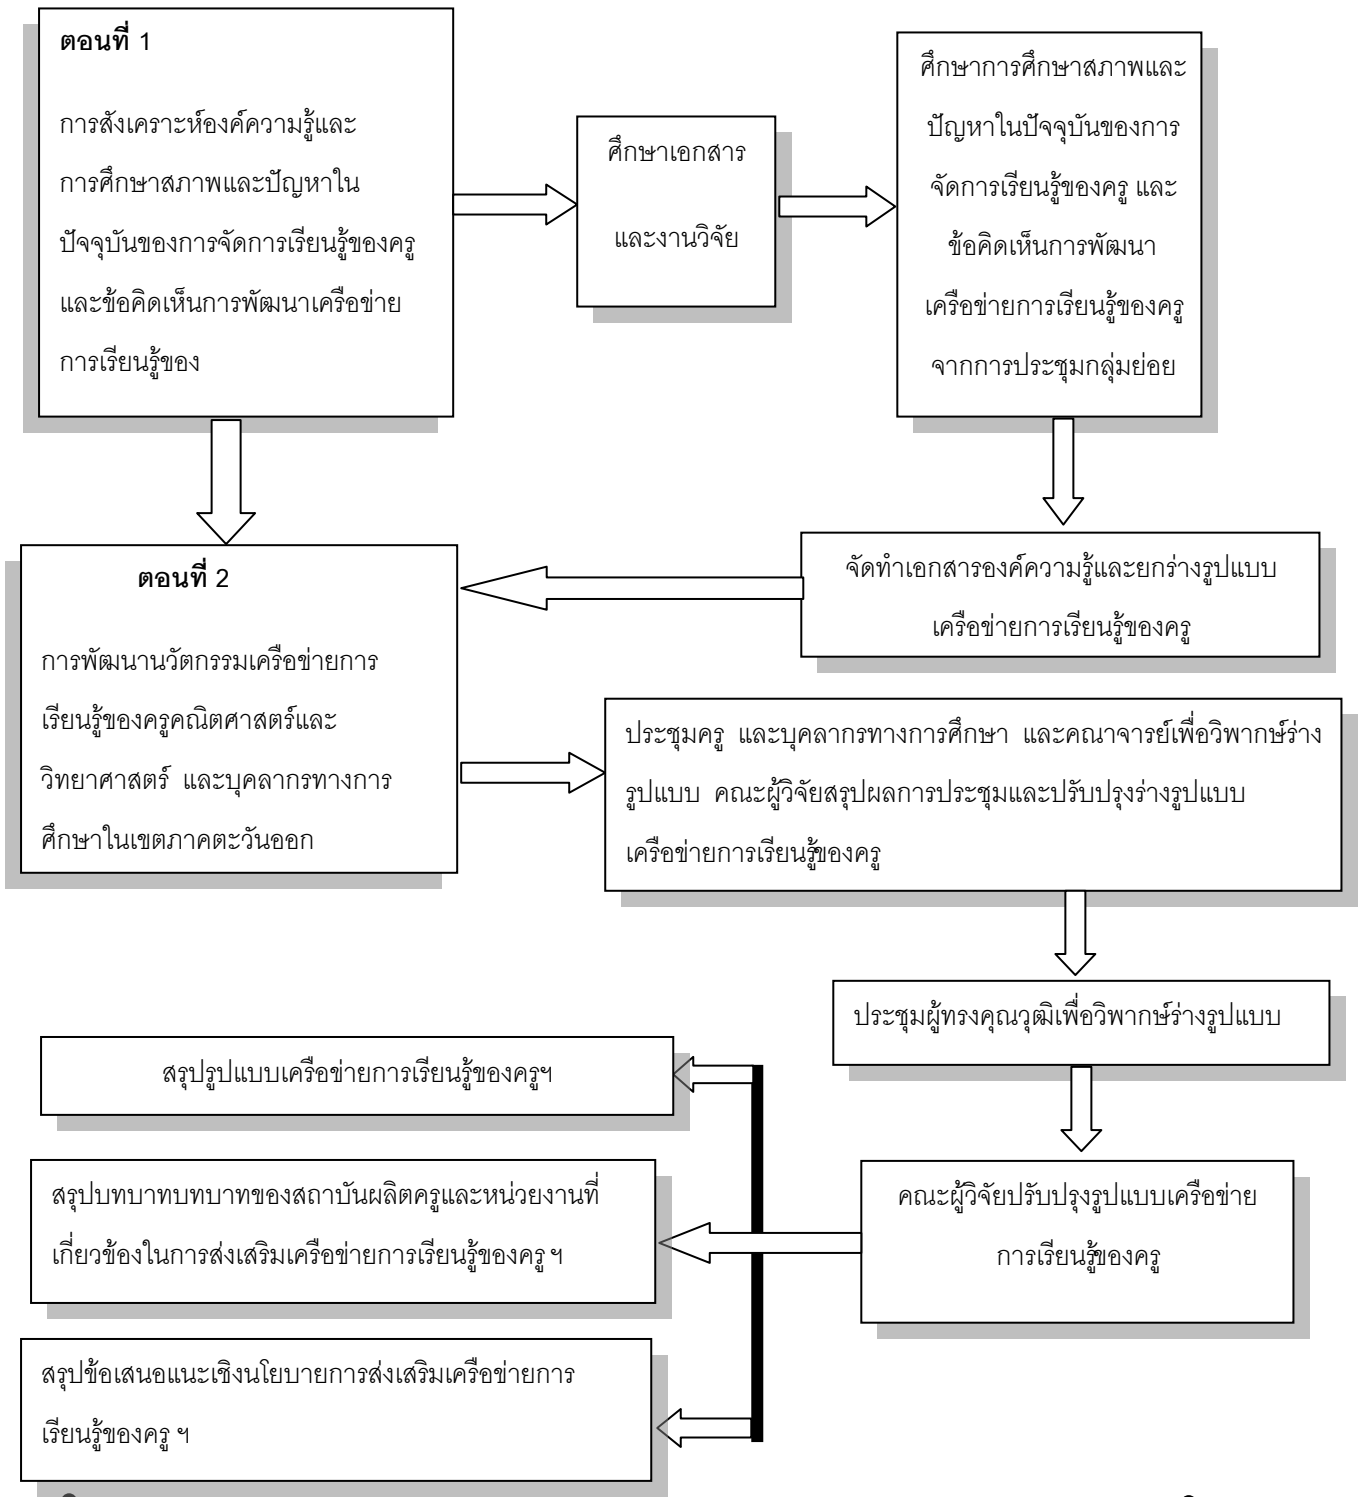 ตอนที่ 1
การสังเคราะห์องค์ความรู้และ
การศึกษาสภาพและปัญหาใน
ปัจจุบันของการจัดการเรียนรู้ของครู
และข้อคิดเห็นการพัฒนาเครือข่าย
การเรียนรู้ของ
ศึกษาเอกสาร
และงานวิจัย
ศึกษาการศึกษาสภาพและ
ปัญหาในปัจจุบันของการ
จัดการเรียนรู้ของครู และ
ข้อคิดเห็นการพัฒนา
เครือข่ายการเรียนรู้ของครู
จากการประชุมกลุ่มย่อย
จัดทำเอกสารองค์ความรู้และยกร่างรูปแบบ
เครือข่ายการเรียนรู้ของครู
ตอนที่ 2
การพัฒนานวัตกรรมเครือข่ายการ
เรียนรู้ของครูคณิตศาสตร์และ
วิทยาศาสตร์ และบุคลากรทางการ
ศึกษาในเขตภาคตะวันออก
ประชุมครู และบุคลากรทางการศึกษา และคณาจารย์เพื่อวิพากษ์ร่าง
รูปแบบ คณะผู้วิจัยสรุปผลการประชุมและปรับปรุงร่างรูปแบบ
เครือข่ายการเรียนรู้ของครู
ประชุมผู้ทรงคุณวุฒิเพื่อวิพากษ์ร่างรูปแบบ
คณะผู้วิจัยปรับปรุงรูปแบบเครือข่าย
การเรียนรู้ของครู
สรุปรูปแบบเครือข่ายการเรียนรู้ของครูฯ
สรุปบทบาทบทบาทของสถาบันผลิตครูและหน่วยงานที่
เกี่ยวข้องในการส่งเสริมเครือข่ายการเรียนรู้ของครู ฯ
สรุปข้อเสนอแนะเชิงนโยบายการส่งเสริมเครือข่ายการ
เรียนรู้ของครู ฯ